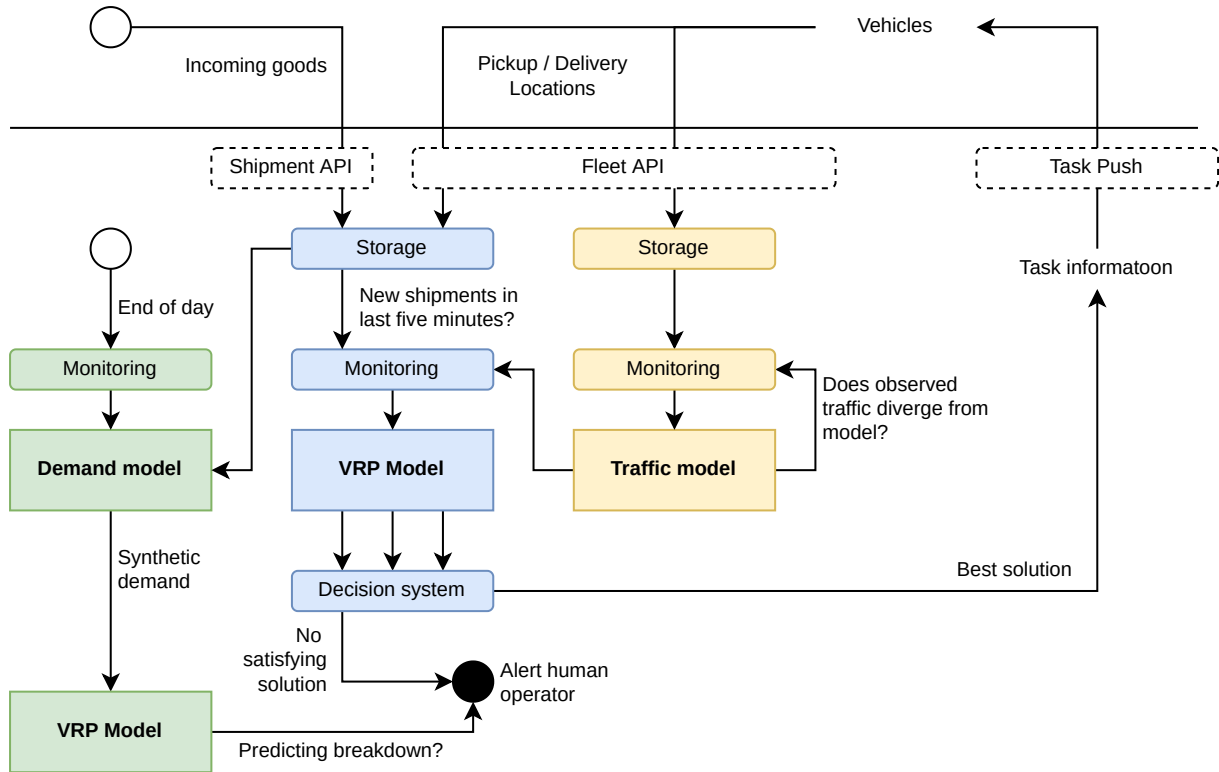 Vehicles
Incoming goods
Pickup / Delivery
Locations
Shipment API
Fleet API
Task Push
Storage
Storage
Task informatoon
End of day
New shipments in
last five minutes?
Monitoring
Monitoring
Monitoring
Does observed
traffic diverge from
model?
Demand model
VRP Model
Traffic model
Synthetic
demand
Decision system
Best solution
No
satisfying
solution
Alert human
operator
VRP Model
Predicting breakdown?